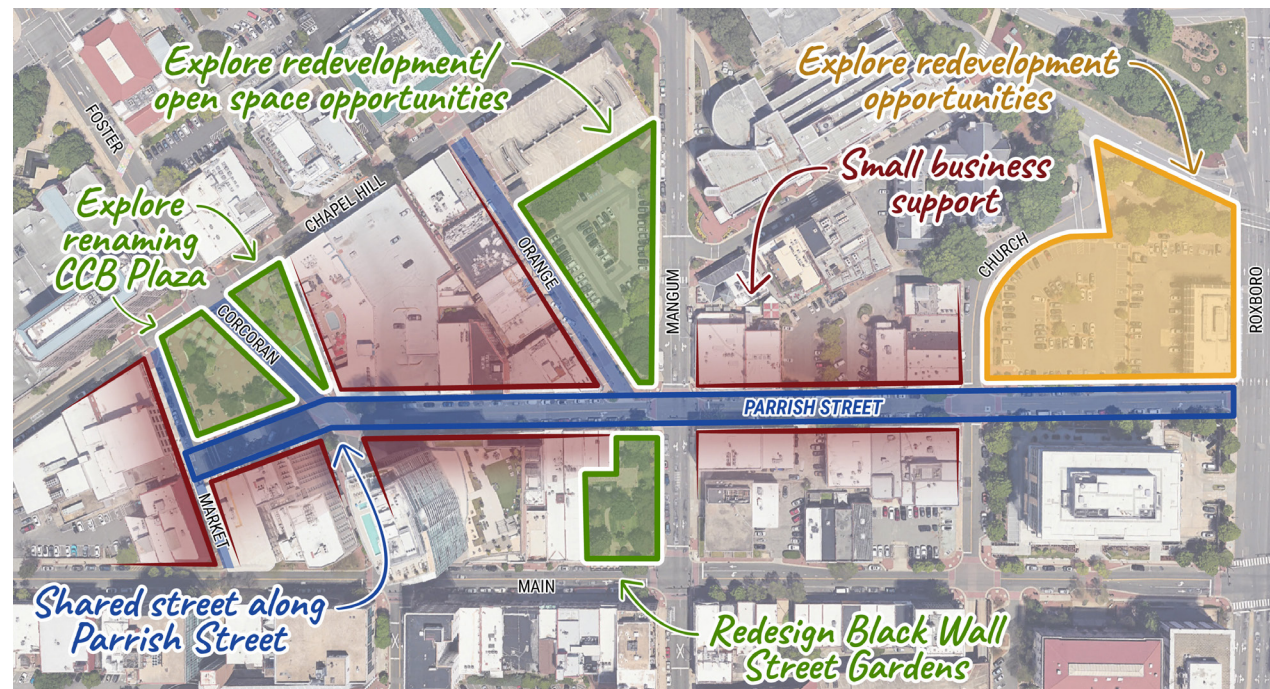 Explore redevelopment/
open space opportunities
Explore redevelopment
opportunities
FOSTER
Small business
support
CHAPEL HILL
Explore
renaming
CCB Plaza
ORANGE
CHURCH
MANGUM
ROXBORO
CORCORAN
PARRISH STREET
MARKET
MAIN
Shared street along
Parrish Street
Redesign Black Wall
Street Gardens